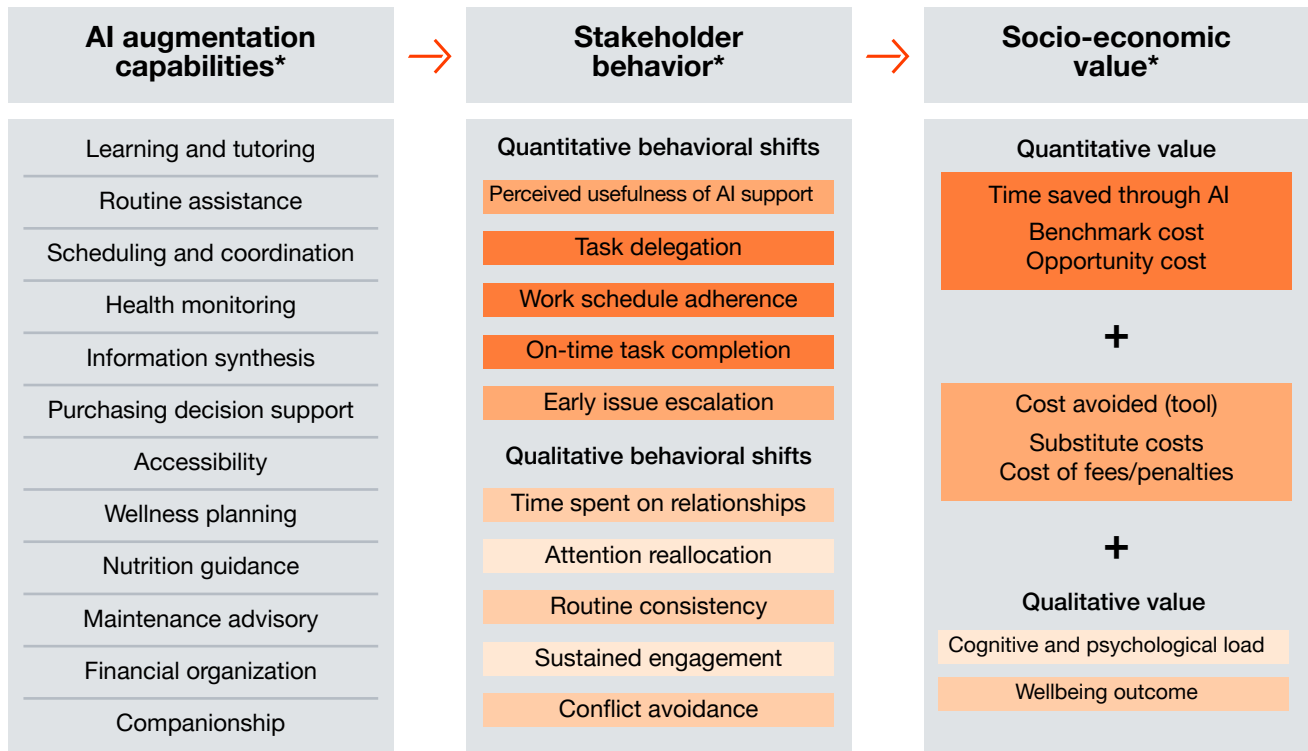 AI augmentation
capabilities*
Stakeholder
behavior*
Socio-economic
value*
Learning and tutoring
Routine assistance
Scheduling and coordination
Health monitoring
Information synthesis
Purchasing decision support
Accessibility
Wellness planning
Nutrition guidance
Maintenance advisory
Financial organization
Companionship
Quantitative behavioral shifts
Perceived usefulness of AI support
Task delegation
Work schedule adherence
On-time task completion
Early issue escalation
Qualitative behavioral shifts
Time spent on relationships
Attention reallocation
Routine consistency
Sustained engagement
Conflict avoidance
Quantitative value
Time saved through AI
Benchmark cost
Opportunity cost
+
Cost avoided (tool)
Substitute costs
Cost of fees/penalties
+
Qualitative value
Cognitive and psychological load
Wellbeing outcome